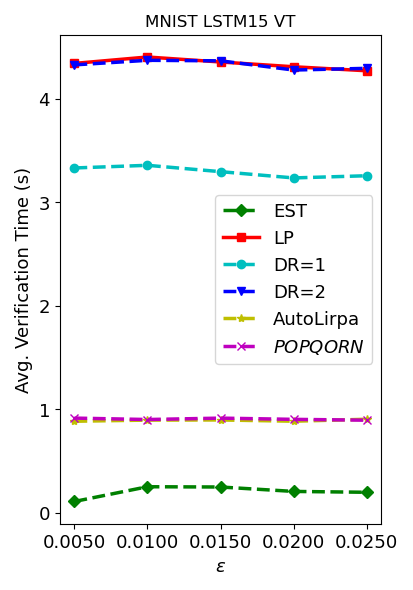 MNIST LSTM15 VT
Avg. Verification Time (s)
4
3
2
1
0
EST
LP
DR=1
DR=2
AutoLirpa
POPQORN
0.0050 0.0100 0.0150 0.0200 0.0250
ε